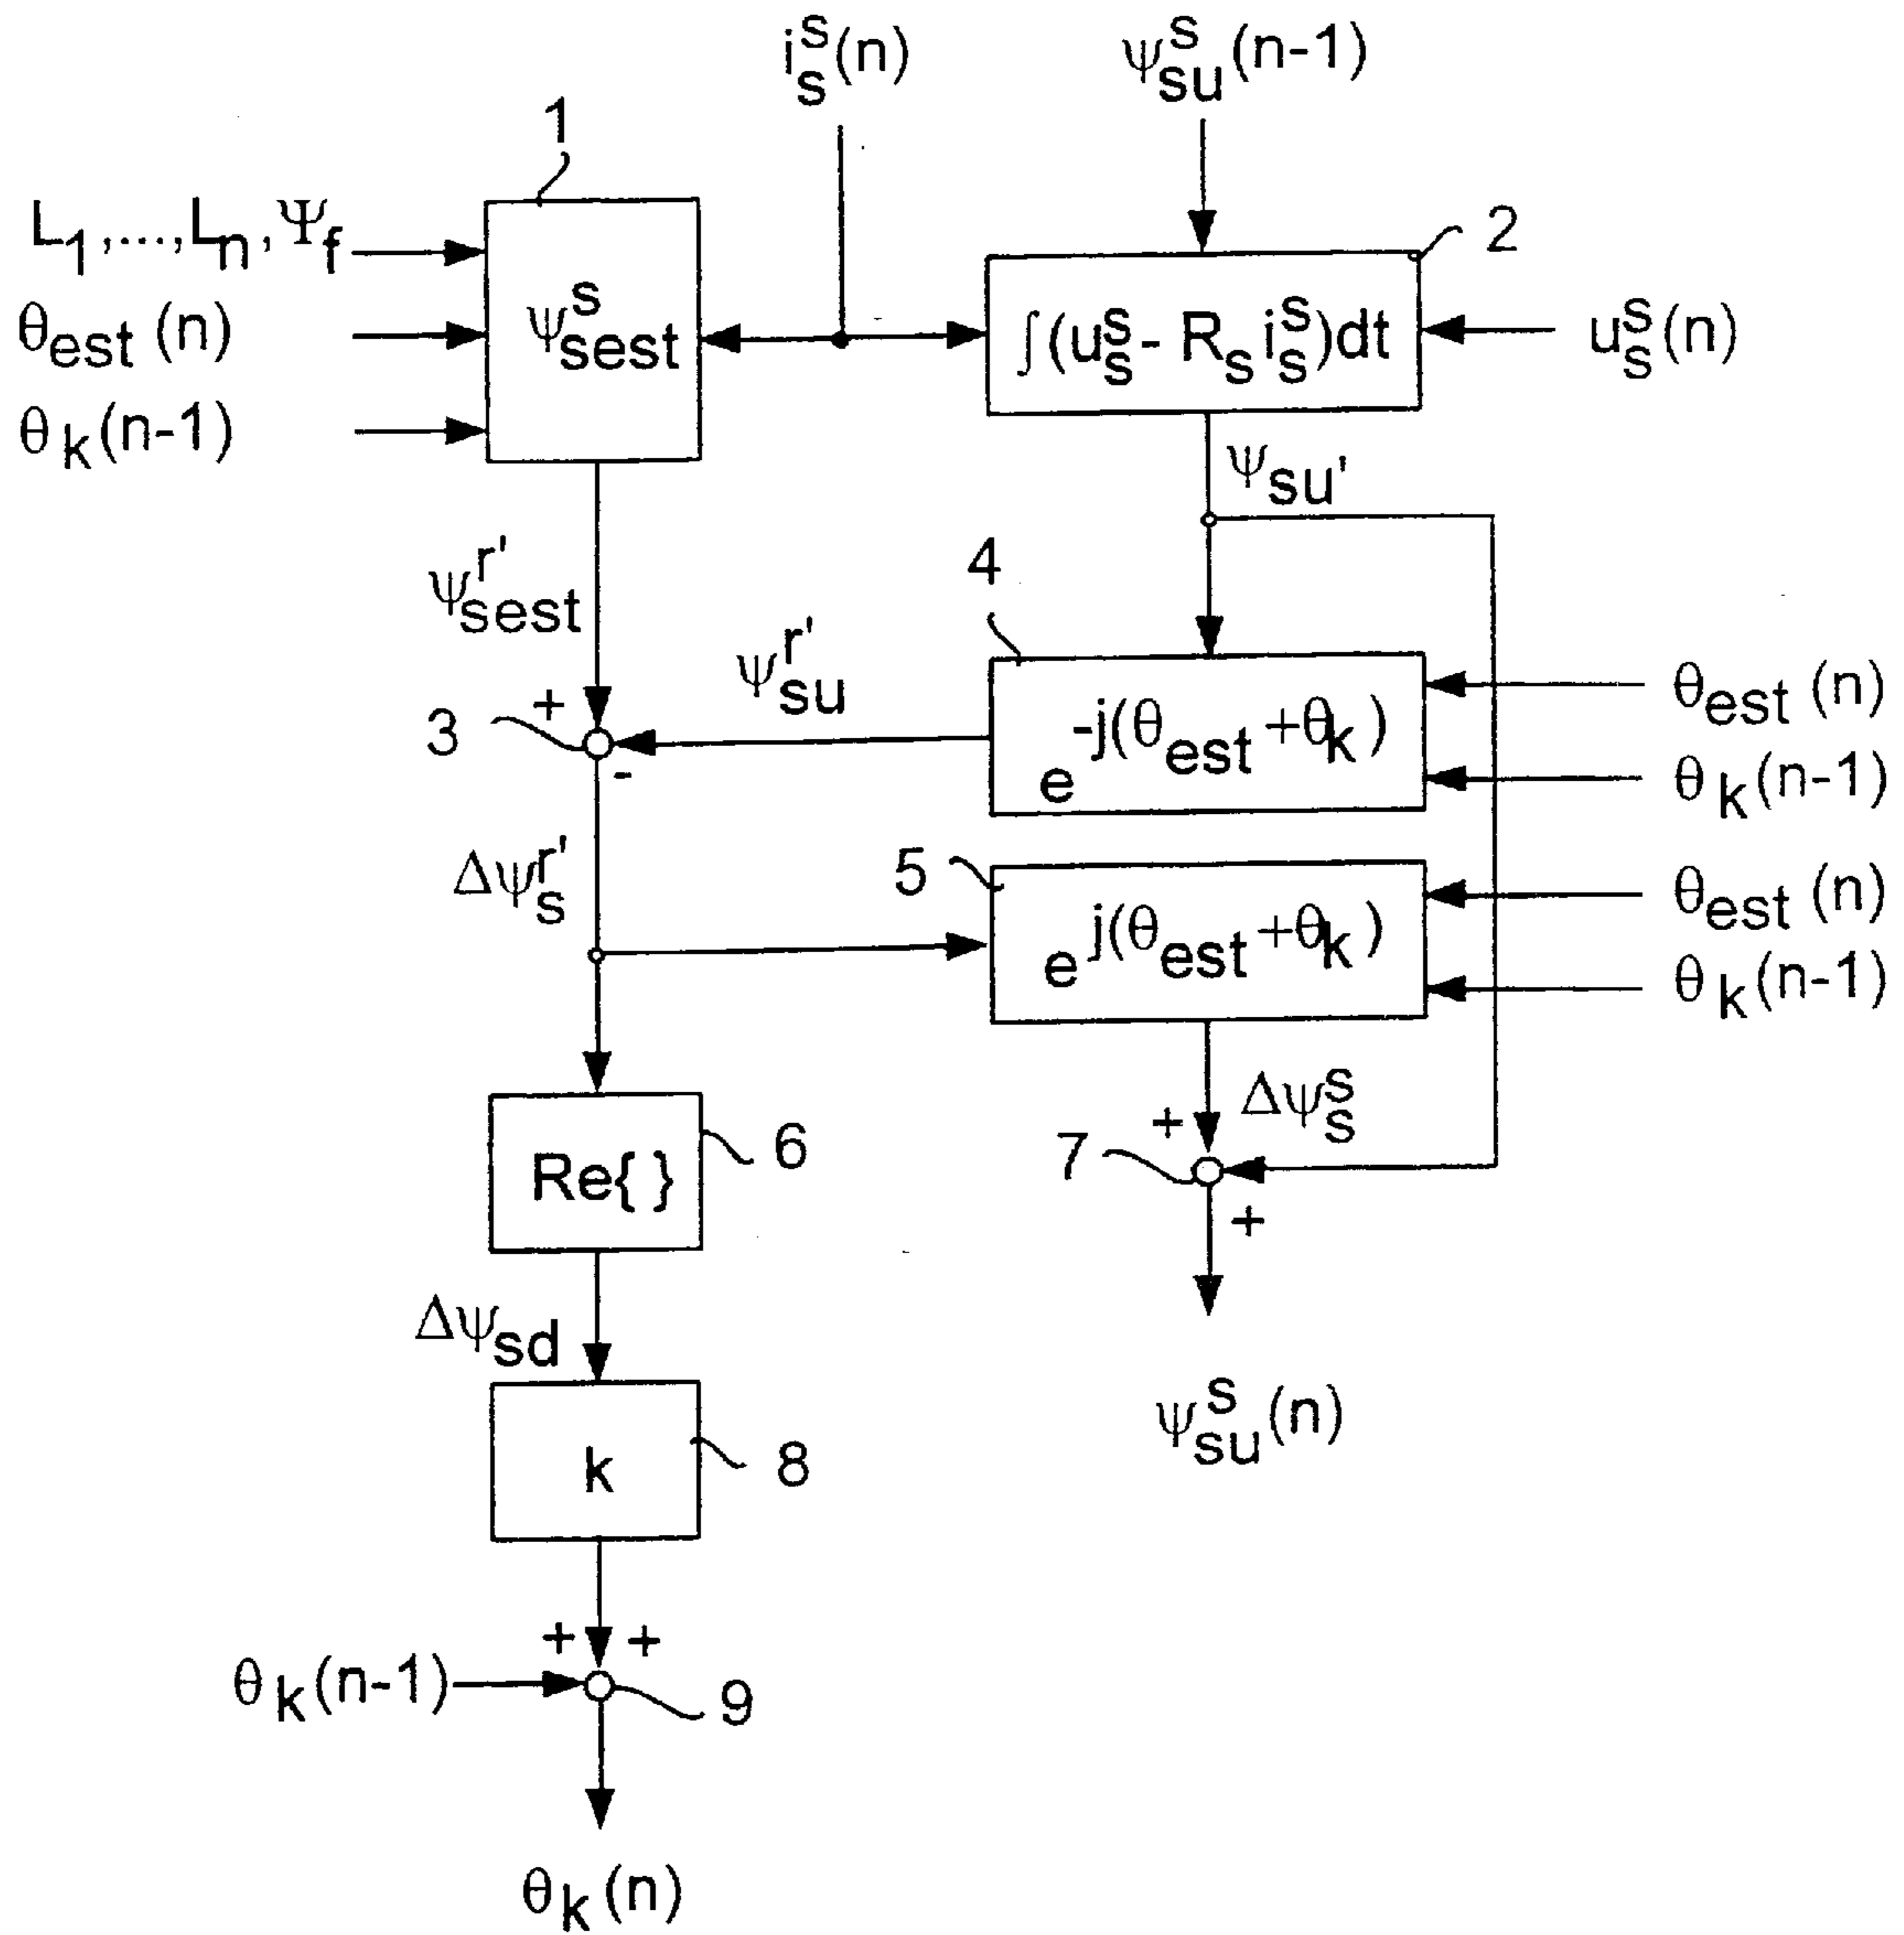 i_s^s(n)
ψ_su^s(n-1)
1
L_1,...,L_n, Ψ_f
2
ψ_sest^s
θ_est(n)
∫(u_s^s - R_s i_s^s)dt
u_s^s(n)
θ_k(n-1)
ψ_su'
4
ψ_sest^r'
ψ_su^r'
θ_est(n)
+
3
e^-j(θ_est+θ_k)
-
θ_k(n-1)
5
Δψ_s^r'
θ_est(n)
e^j(θ_est+θ_k)
θ_k(n-1)
Δψ_s^s
+
7
6
Re{ }
+
Δψ_sd
ψ_su^s(n)
k
8
+ +
θ_k(n-1)
9
θ_k(n)